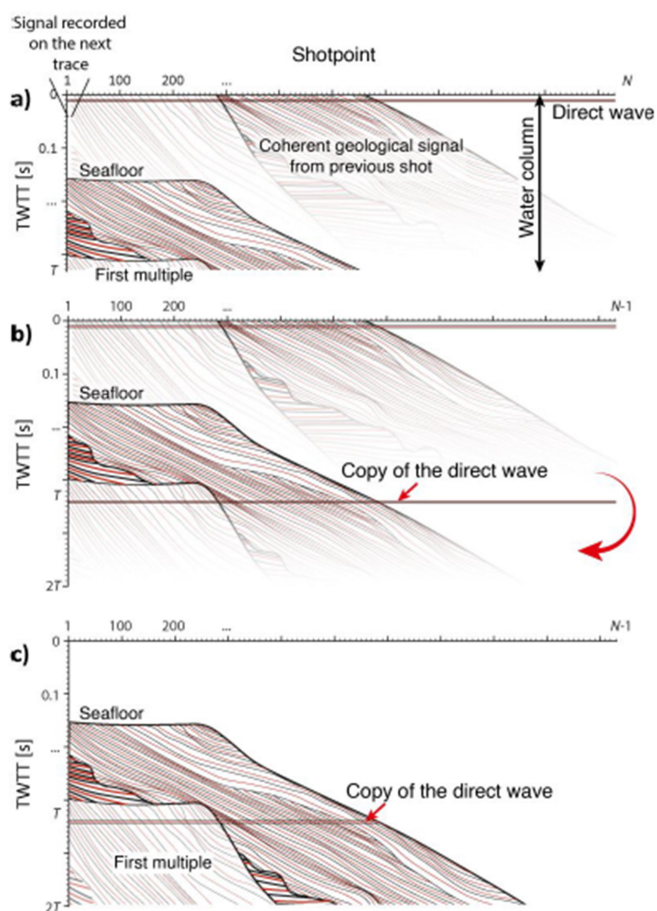 Signal recorded
on the next
trace
Shotpoint
1 100 200 ... N
a)
0
Direct wave
Coherent geological signal
from previous shot
Water column
0.1
TWTT [s]
Seafloor
...
T
First multiple
1 100 200 ... N-1
b)
0
0.1
TWTT [s]
Seafloor
...
Copy of the direct wave
T
2T
1 100 200 ... N-1
c)
0
0.1
TWTT [s]
Seafloor
...
Copy of the direct wave
T
First multiple
2T